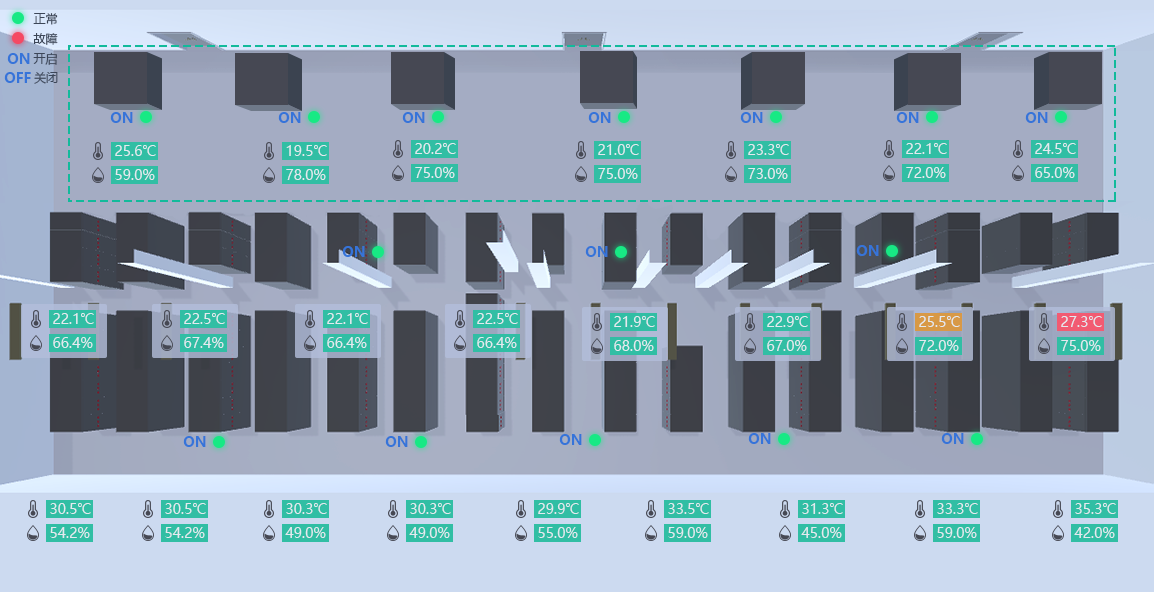 正常
故障
ON 开启
OFF 关闭
ON ON ON ON ON ON ON
25.6℃ 19.5℃ 20.2℃ 21.0℃ 23.3℃ 22.1℃ 24.5℃
59.0% 78.0% 75.0% 75.0% 73.0% 72.0% 65.0%
ON ON ON
22.1℃ 22.5℃ 22.1℃ 22.5℃ 21.9℃ 22.9℃ 25.5℃ 27.3℃
66.4% 67.4% 66.4% 66.4% 68.0% 67.0% 72.0% 75.0%
ON ON ON ON ON
30.5℃ 30.5℃ 30.3℃ 30.3℃ 29.9℃ 33.5℃ 31.3℃ 33.3℃ 35.3℃
54.2% 54.2% 49.0% 49.0% 55.0% 59.0% 45.0% 59.0% 42.0%